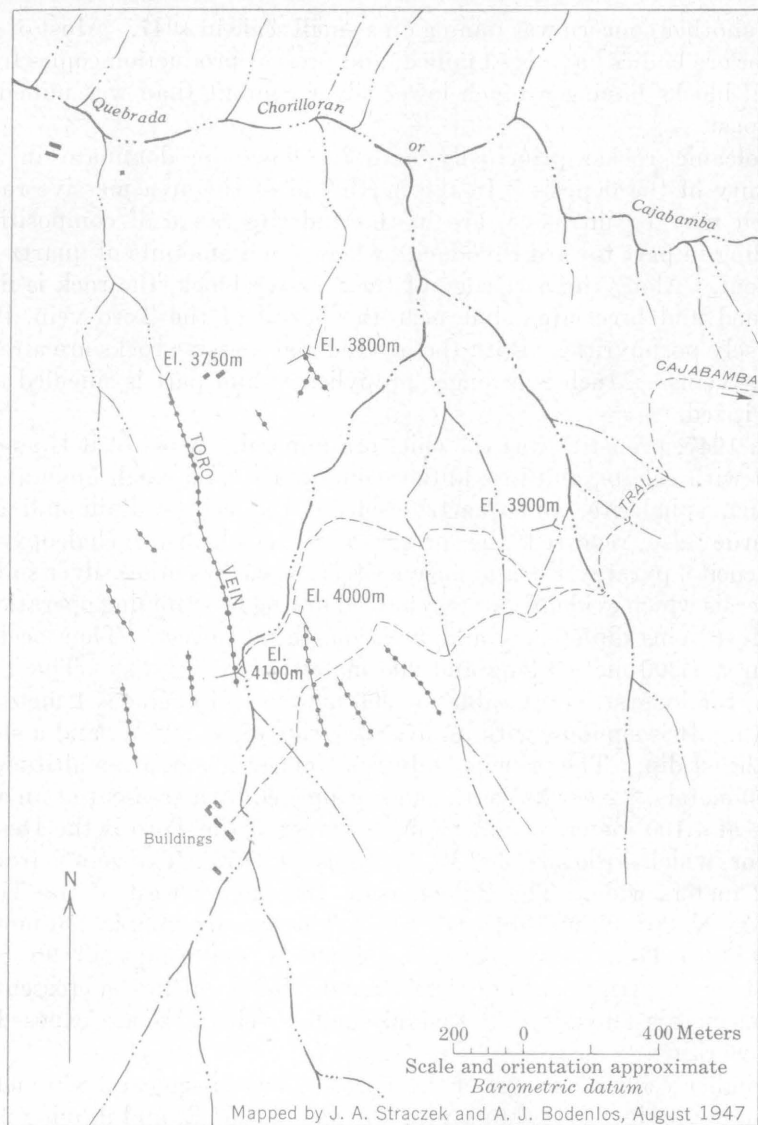 Quebrada
Chorilloran
or
Cajabamba
El. 3750m
El. 3800m
CAJABAMBA
TORO
VEIN
El. 3900m
TRAIL
El. 4000m
El.
4100m
Buildings
N
200 0 400 Meters
Scale and orientation approximate
Barometric datum
Mapped by J. A. Straczek and A. J. Bodenlos, August 1947